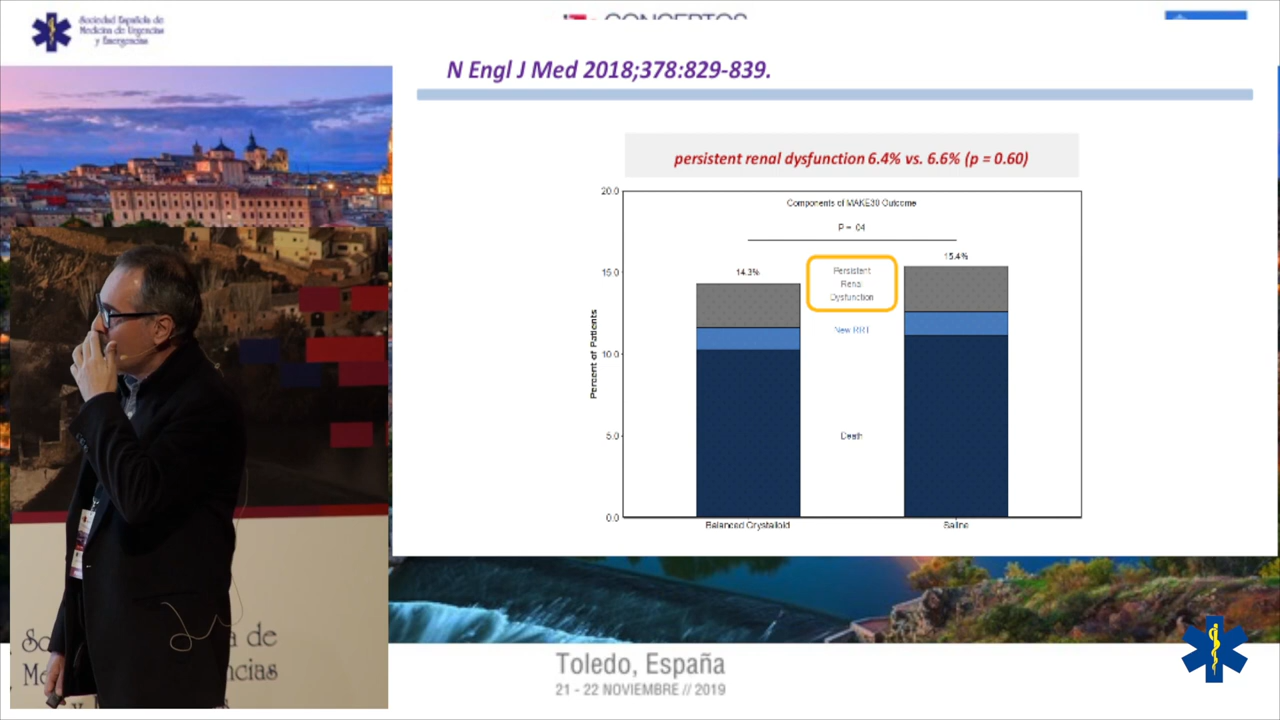 Sociedad Española de
Medicina de Urgencias
y Emergencias
CONCEPTOS
N Engl J Med 2018;378:829-839.
persistent renal dysfunction 6.4% vs. 6.6% (p = 0.60)
20.0
15.0
10.0
5.0
0.0
Percent of Patients
Components of MAKE30 Outcome
P = .04
14.3%
15.4%
Persistent
Renal
Dysfunction
New RRT
Death
Balanced Crystalloid
Saline
a de
ncias
Toledo, España
21 - 22 NOVIEMBRE // 2019